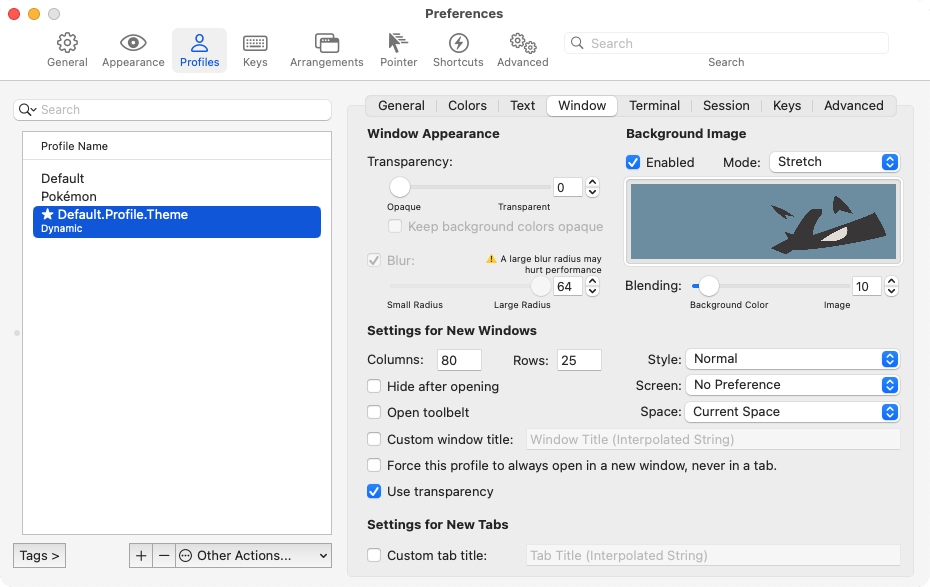 Preferences
General
Appearance
Profiles
Keys
Arrangements
Pointer
Shortcuts
Advanced
Search
Search
Search
Profile Name
Default
Pokémon
★ Default.Profile.Theme
Dynamic
Tags >
+
−
Other Actions...
General Colors Text Window Terminal Session Keys Advanced
Window Appearance
Transparency:
0
Opaque Transparent
Keep background colors opaque
Blur:
A large blur radius may
hurt performance
64
Small Radius Large Radius
Background Image
Enabled Mode: Stretch
Blending: 10
Background Color Image
Settings for New Windows
Columns: 80 Rows: 25 Style: Normal
Hide after opening Screen: No Preference
Open toolbelt Space: Current Space
Custom window title: Window Title (Interpolated String)
Force this profile to always open in a new window, never in a tab.
Use transparency
Settings for New Tabs
Custom tab title: Tab Title (Interpolated String)